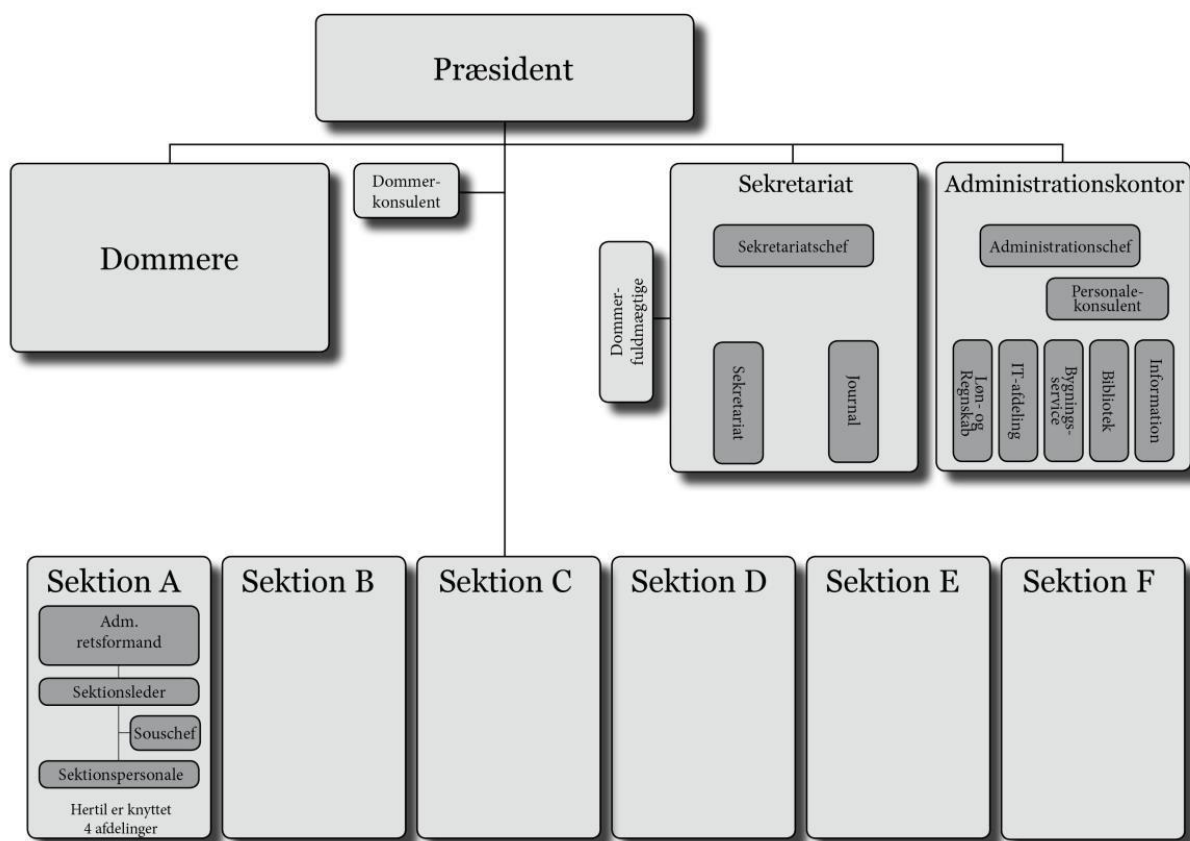 Præsident
Dommere
Dommer-
konsulent
Dommer-
fuldmægtige
Sekretariat
Sekretariatschef
Sekretariat
Journal
Administrationskontor
Administrationschef
Personale-
konsulent
Løn- og
Regnskab
IT-afdeling
Bygnings-
service
Bibliotek
Information
Sektion A
Adm.
retsformand
Sektionsleder
Souschef
Sektionspersonale
Hertil er knyttet
4 afdelinger
Sektion B
Sektion C
Sektion D
Sektion E
Sektion F